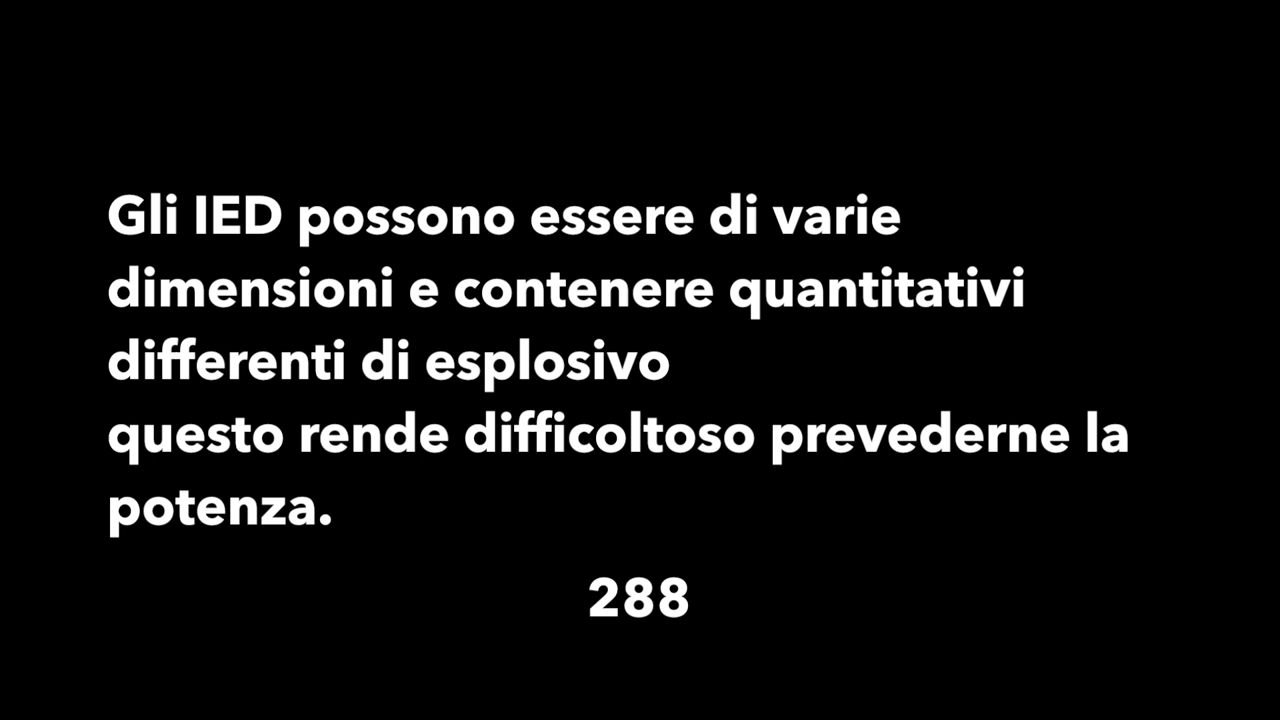 Gli IED possono essere di varie
dimensioni e contenere quantitativi
differenti di esplosivo
questo rende difficoltoso prevederne la
potenza.
288